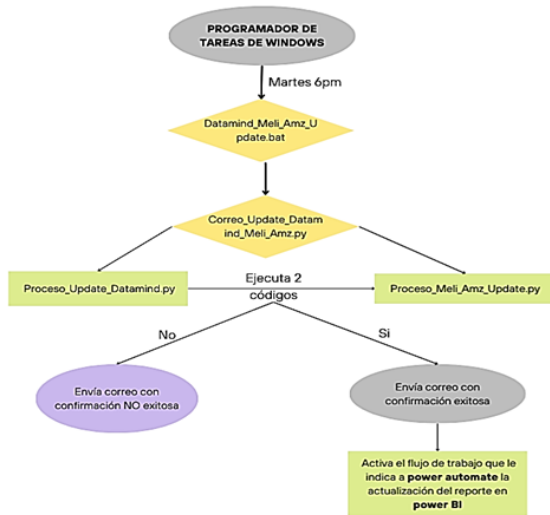 PROGRAMADOR DE
TAREAS DE WINDOWS
Martes 6pm
Datamind_Meli_Amz_U
pdate.bat
Correo_Update_Datam
ind_Meli_Amz.py
Proceso_Update_Datamind.py
Ejecuta 2
códigos
Proceso_Meli_Amz_Update.py
No
Si
Envía correo con
confirmación NO exitosa
Envía correo con
confirmación exitosa
Activa el flujo de trabajo que le
indica a power automate la
actualización del reporte en
power BI